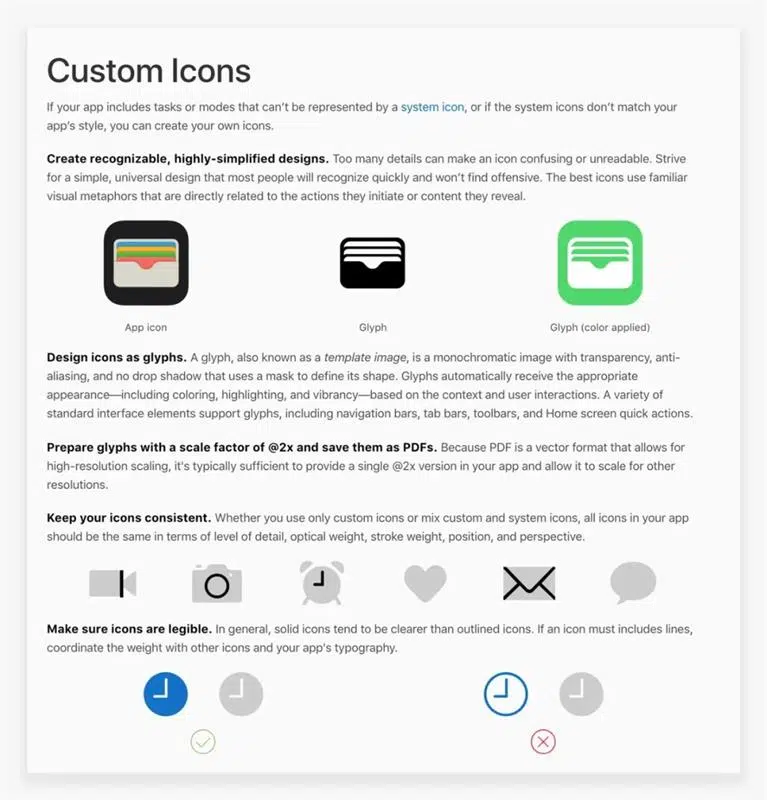 Custom Icons
If your app includes tasks or modes that can't be represented by a system icon, or if the system icons don't match your
app's style, you can create your own icons.
Create recognizable, highly-simplified designs. Too many details can make an icon confusing or unreadable. Strive
for a simple, universal design that most people will recognize quickly and won't find offensive. The best icons use familiar
visual metaphors that are directly related to the actions they initiate or content they reveal.
App icon
Glyph
Glyph (color applied)
Design icons as glyphs. A glyph, also known as a template image, is a monochromatic image with transparency, anti-
aliasing, and no drop shadow that uses a mask to define its shape. Glyphs automatically receive the appropriate
appearance—including coloring, highlighting, and vibrancy—based on the context and user interactions. A variety of
standard interface elements support glyphs, including navigation bars, tab bars, toolbars, and Home screen quick actions.
Prepare glyphs with a scale factor of @2x and save them as PDFs. Because PDF is a vector format that allows for
high-resolution scaling, it's typically sufficient to provide a single @2x version in your app and allow it to scale for other
resolutions.
Keep your icons consistent. Whether you use only custom icons or mix custom and system icons, all icons in your app
should be the same in terms of level of detail, optical weight, stroke weight, position, and perspective.
Make sure icons are legible. In general, solid icons tend to be clearer than outlined icons. If an icon must includes lines,
coordinate the weight with other icons and your app's typography.